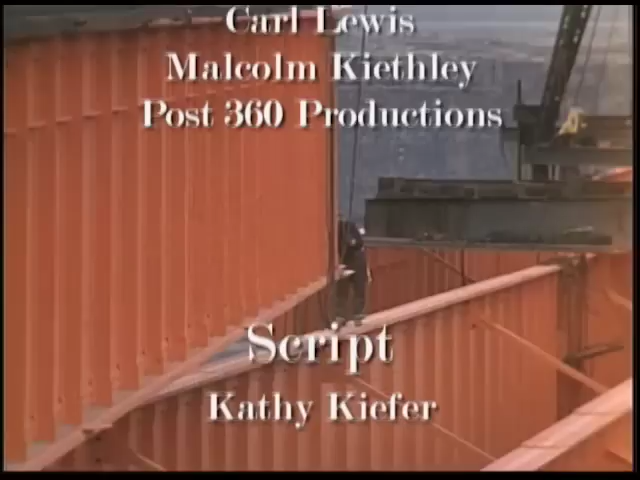 Carl Lewis
Malcolm Kiethley
Post 360 Productions
Script
Kathy Kiefer